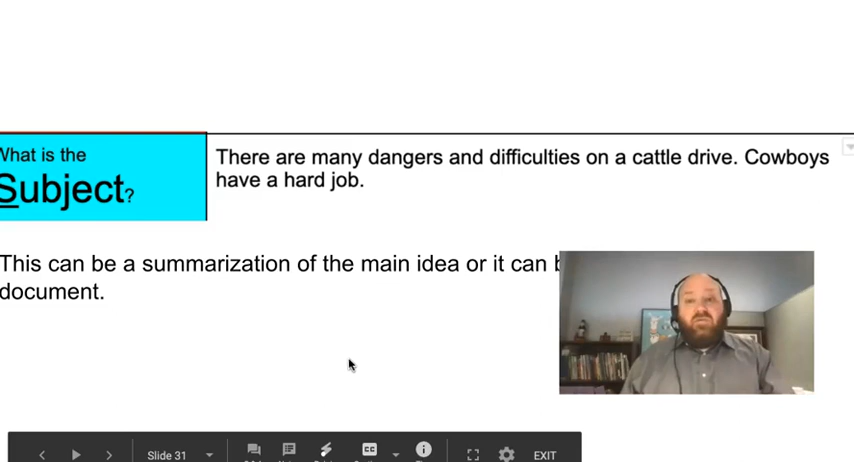 What is the
Subject?
There are many dangers and difficulties on a cattle drive. Cowboys
have a hard job.
This can be a summarization of the main idea or it can
document.
Slide 31
CC
EXIT